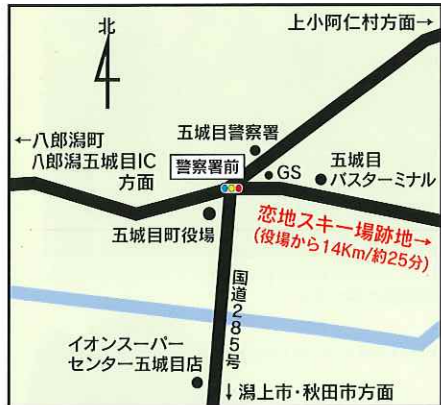 北
上小阿仁村方面→
←八郎潟町
八郎潟五城目IC
方面
五城目警察署
警察署前
GS
五城目
バスターミナル
五城目町役場
恋地スキー場跡地→
(役場から14Km/約25分)
国道285号
イオンスーパー
センター五城目店
↓潟上市・秋田市方面